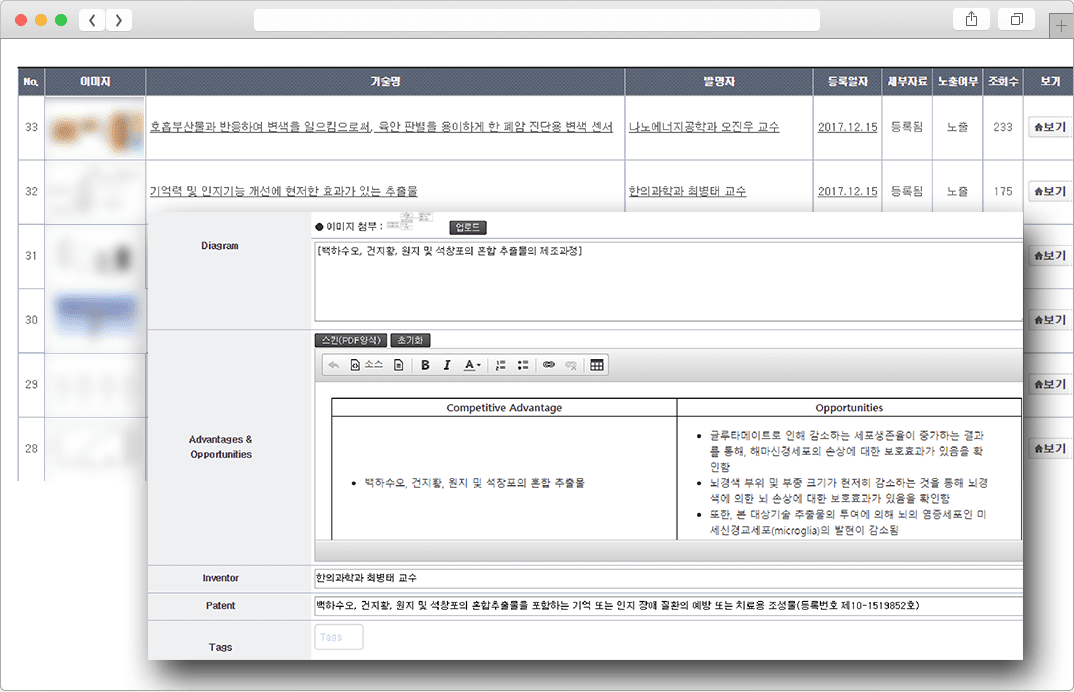 No. 이미지 기술명 발명자 등록일자 세부자료 노출여부 조회수 보기
33 호흡부산물과 반응하여 변색을 일으킴으로써, 육안 판별을 용이하게 한 폐암 진단용 변색 센서 나노에너지공학과 오진우 교수 2017.12.15 등록됨 노출 233 보기
32 기억력 및 인지기능 개선에 현저한 효과가 있는 추출물 한의과학과 최병태 교수 2017.12.15 등록됨 노출 175 보기
31 보기
30 보기
29 보기
28 보기
Diagram
이미지 첨부 : 업로드
[백하수오, 건지황, 원지 및 석창포의 혼합 추출물의 제조과정]
Advantages &
Opportunities
스킨(PDF양식) 초기화
소스 B I A
Competitive Advantage Opportunities
백하수오, 건지황, 원지 및 석장포의 혼합 추출물
글루타메이트로 인해 감소하는 세포생존율이 증가하는 결과
를 통해, 해마신경세포의 손상에 대한 보호효과가 있음을 확
인함
뇌경색 부위 및 부종 크기가 현저히 감소하는 것을 통해 뇌경
색에 의한 뇌 손상에 대한 보호효과가 있음을 확인함
또한, 본 대상기술 추출물의 투여에 의해 뇌의 염증세포인 미
세신경교세포(microglia)의 발현이 감소됨
Inventor 한의과학과 최병태 교수
Patent 백하수오, 건지황, 원지 및 석창포의 혼합추출물을 포함하는 기억 또는 인지 장애 질환의 예방 또는 치료용 조성물(등록번호 제10-1519852호)
Tags Tags